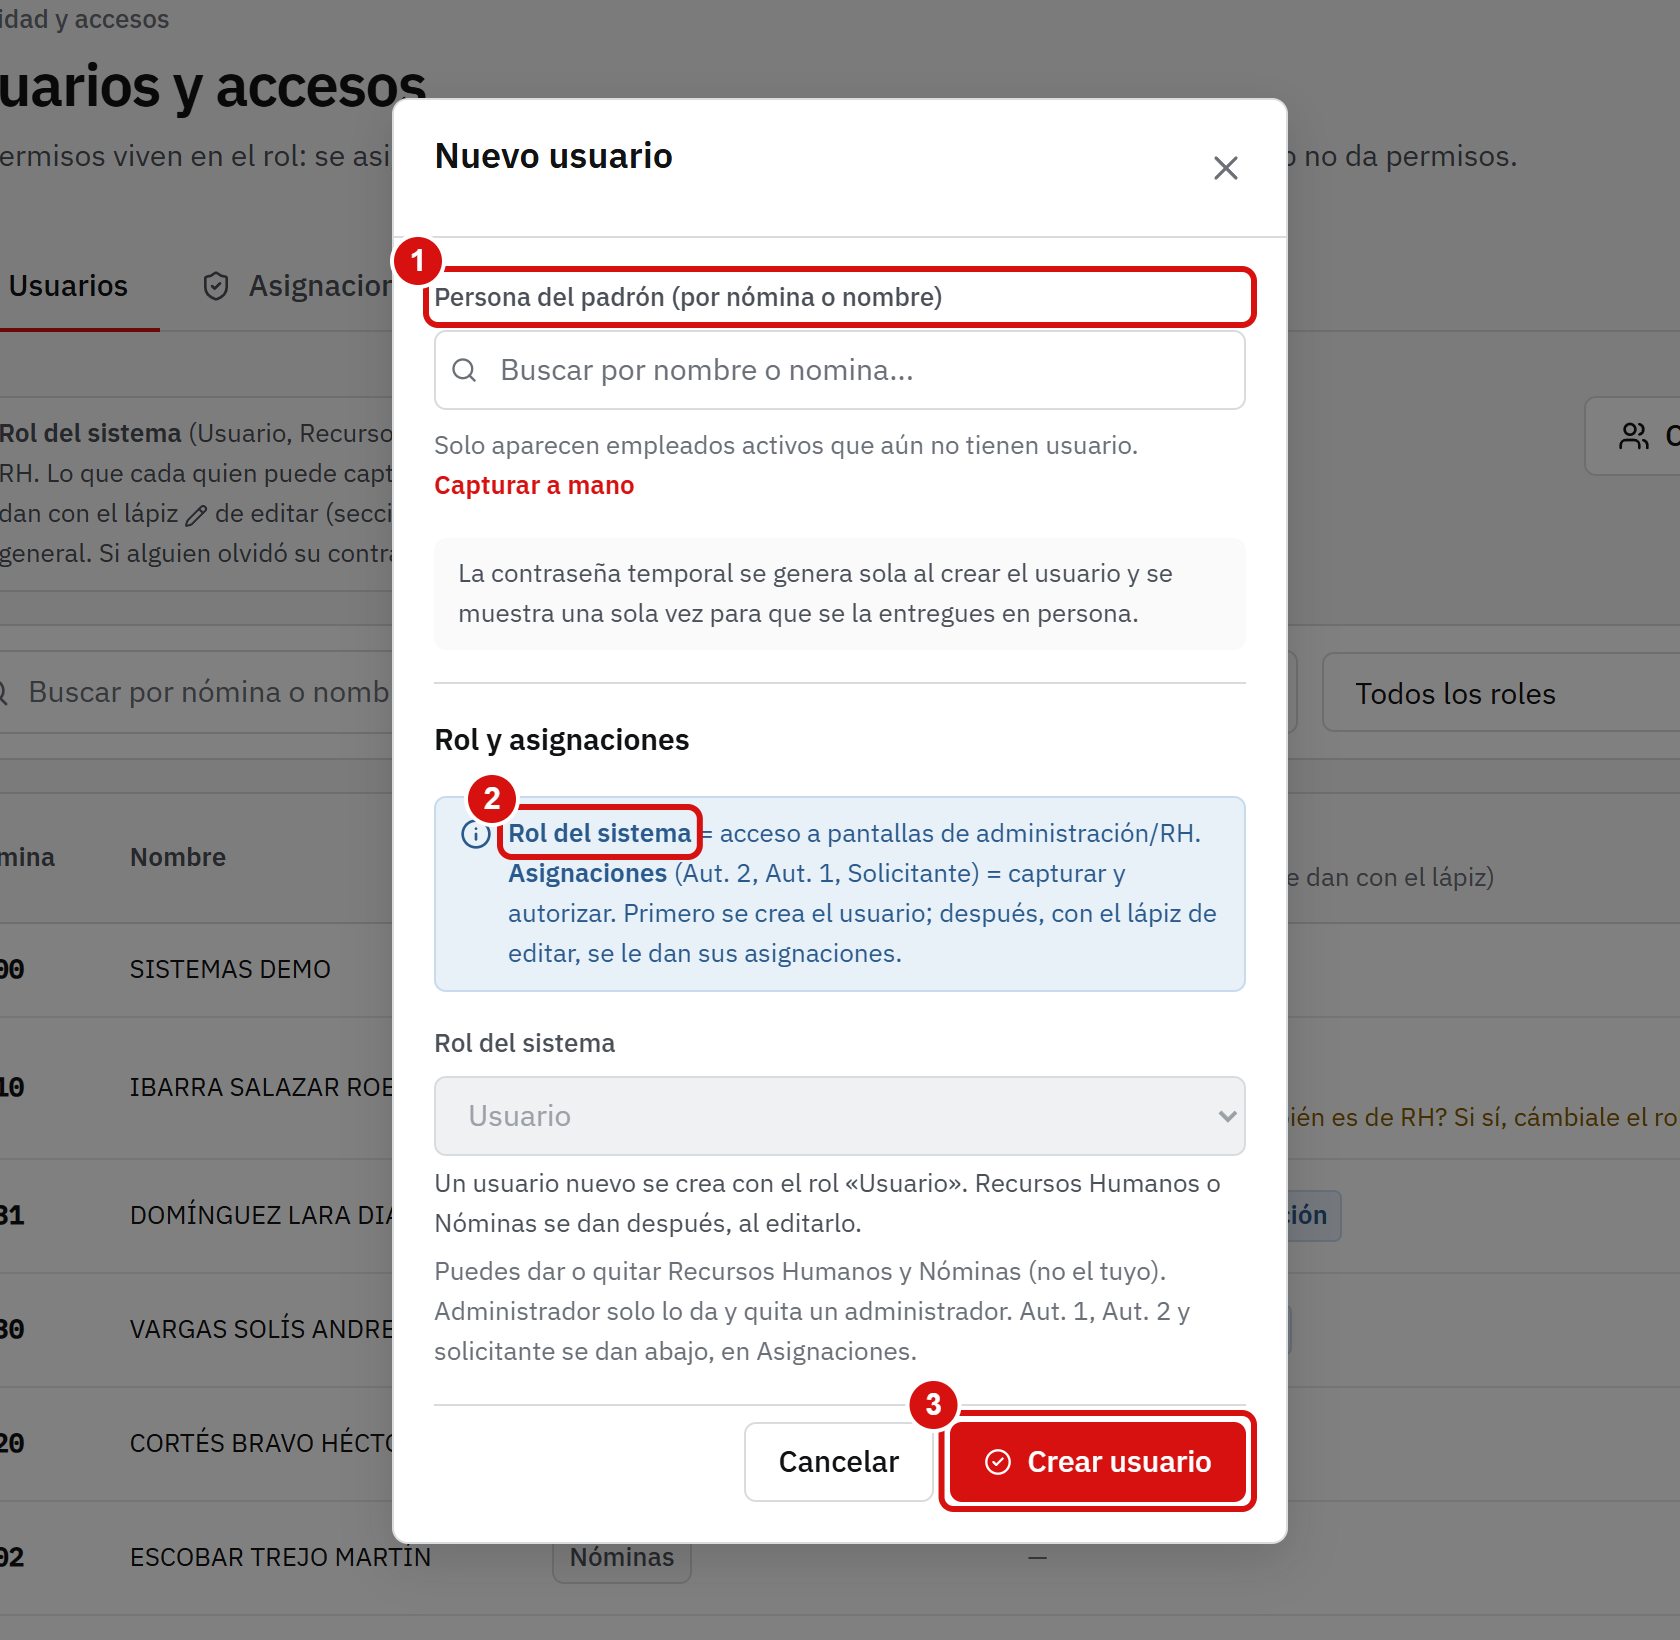 idad y accesos
uarios y accesos
ermisos viven en el rol: se asi
o no da permisos.
Usuarios
Asignacion
Rol del sistema (Usuario, Recurso
RH. Lo que cada quien puede capt
dan con el lápiz de editar (secci
general. Si alguien olvidó su contra
Buscar por nómina o nomb
Todos los roles
mina
Nombre
e dan con el lápiz)
00
SISTEMAS DEMO
10
IBARRA SALAZAR ROE
bién es de RH? Si sí, cámbiale el ro
31
DOMÍNGUEZ LARA DIA
ción
30
VARGAS SOLÍS ANDRE
20
CORTÉS BRAVO HÉCTO
02
ESCOBAR TREJO MARTÍN
Nóminas
—
Nuevo usuario
1
Persona del padrón (por nómina o nombre)
Buscar por nombre o nomina...
Solo aparecen empleados activos que aún no tienen usuario.
Capturar a mano
La contraseña temporal se genera sola al crear el usuario y se
muestra una sola vez para que se la entregues en persona.
Rol y asignaciones
2
Rol del sistema = acceso a pantallas de administración/RH.
Asignaciones (Aut. 2, Aut. 1, Solicitante) = capturar y
autorizar. Primero se crea el usuario; después, con el lápiz de
editar, se le dan sus asignaciones.
Rol del sistema
Usuario
Un usuario nuevo se crea con el rol «Usuario». Recursos Humanos o
Nóminas se dan después, al editarlo.
Puedes dar o quitar Recursos Humanos y Nóminas (no el tuyo).
Administrador solo lo da y quita un administrador. Aut. 1, Aut. 2 y
solicitante se dan abajo, en Asignaciones.
3
Cancelar
Crear usuario